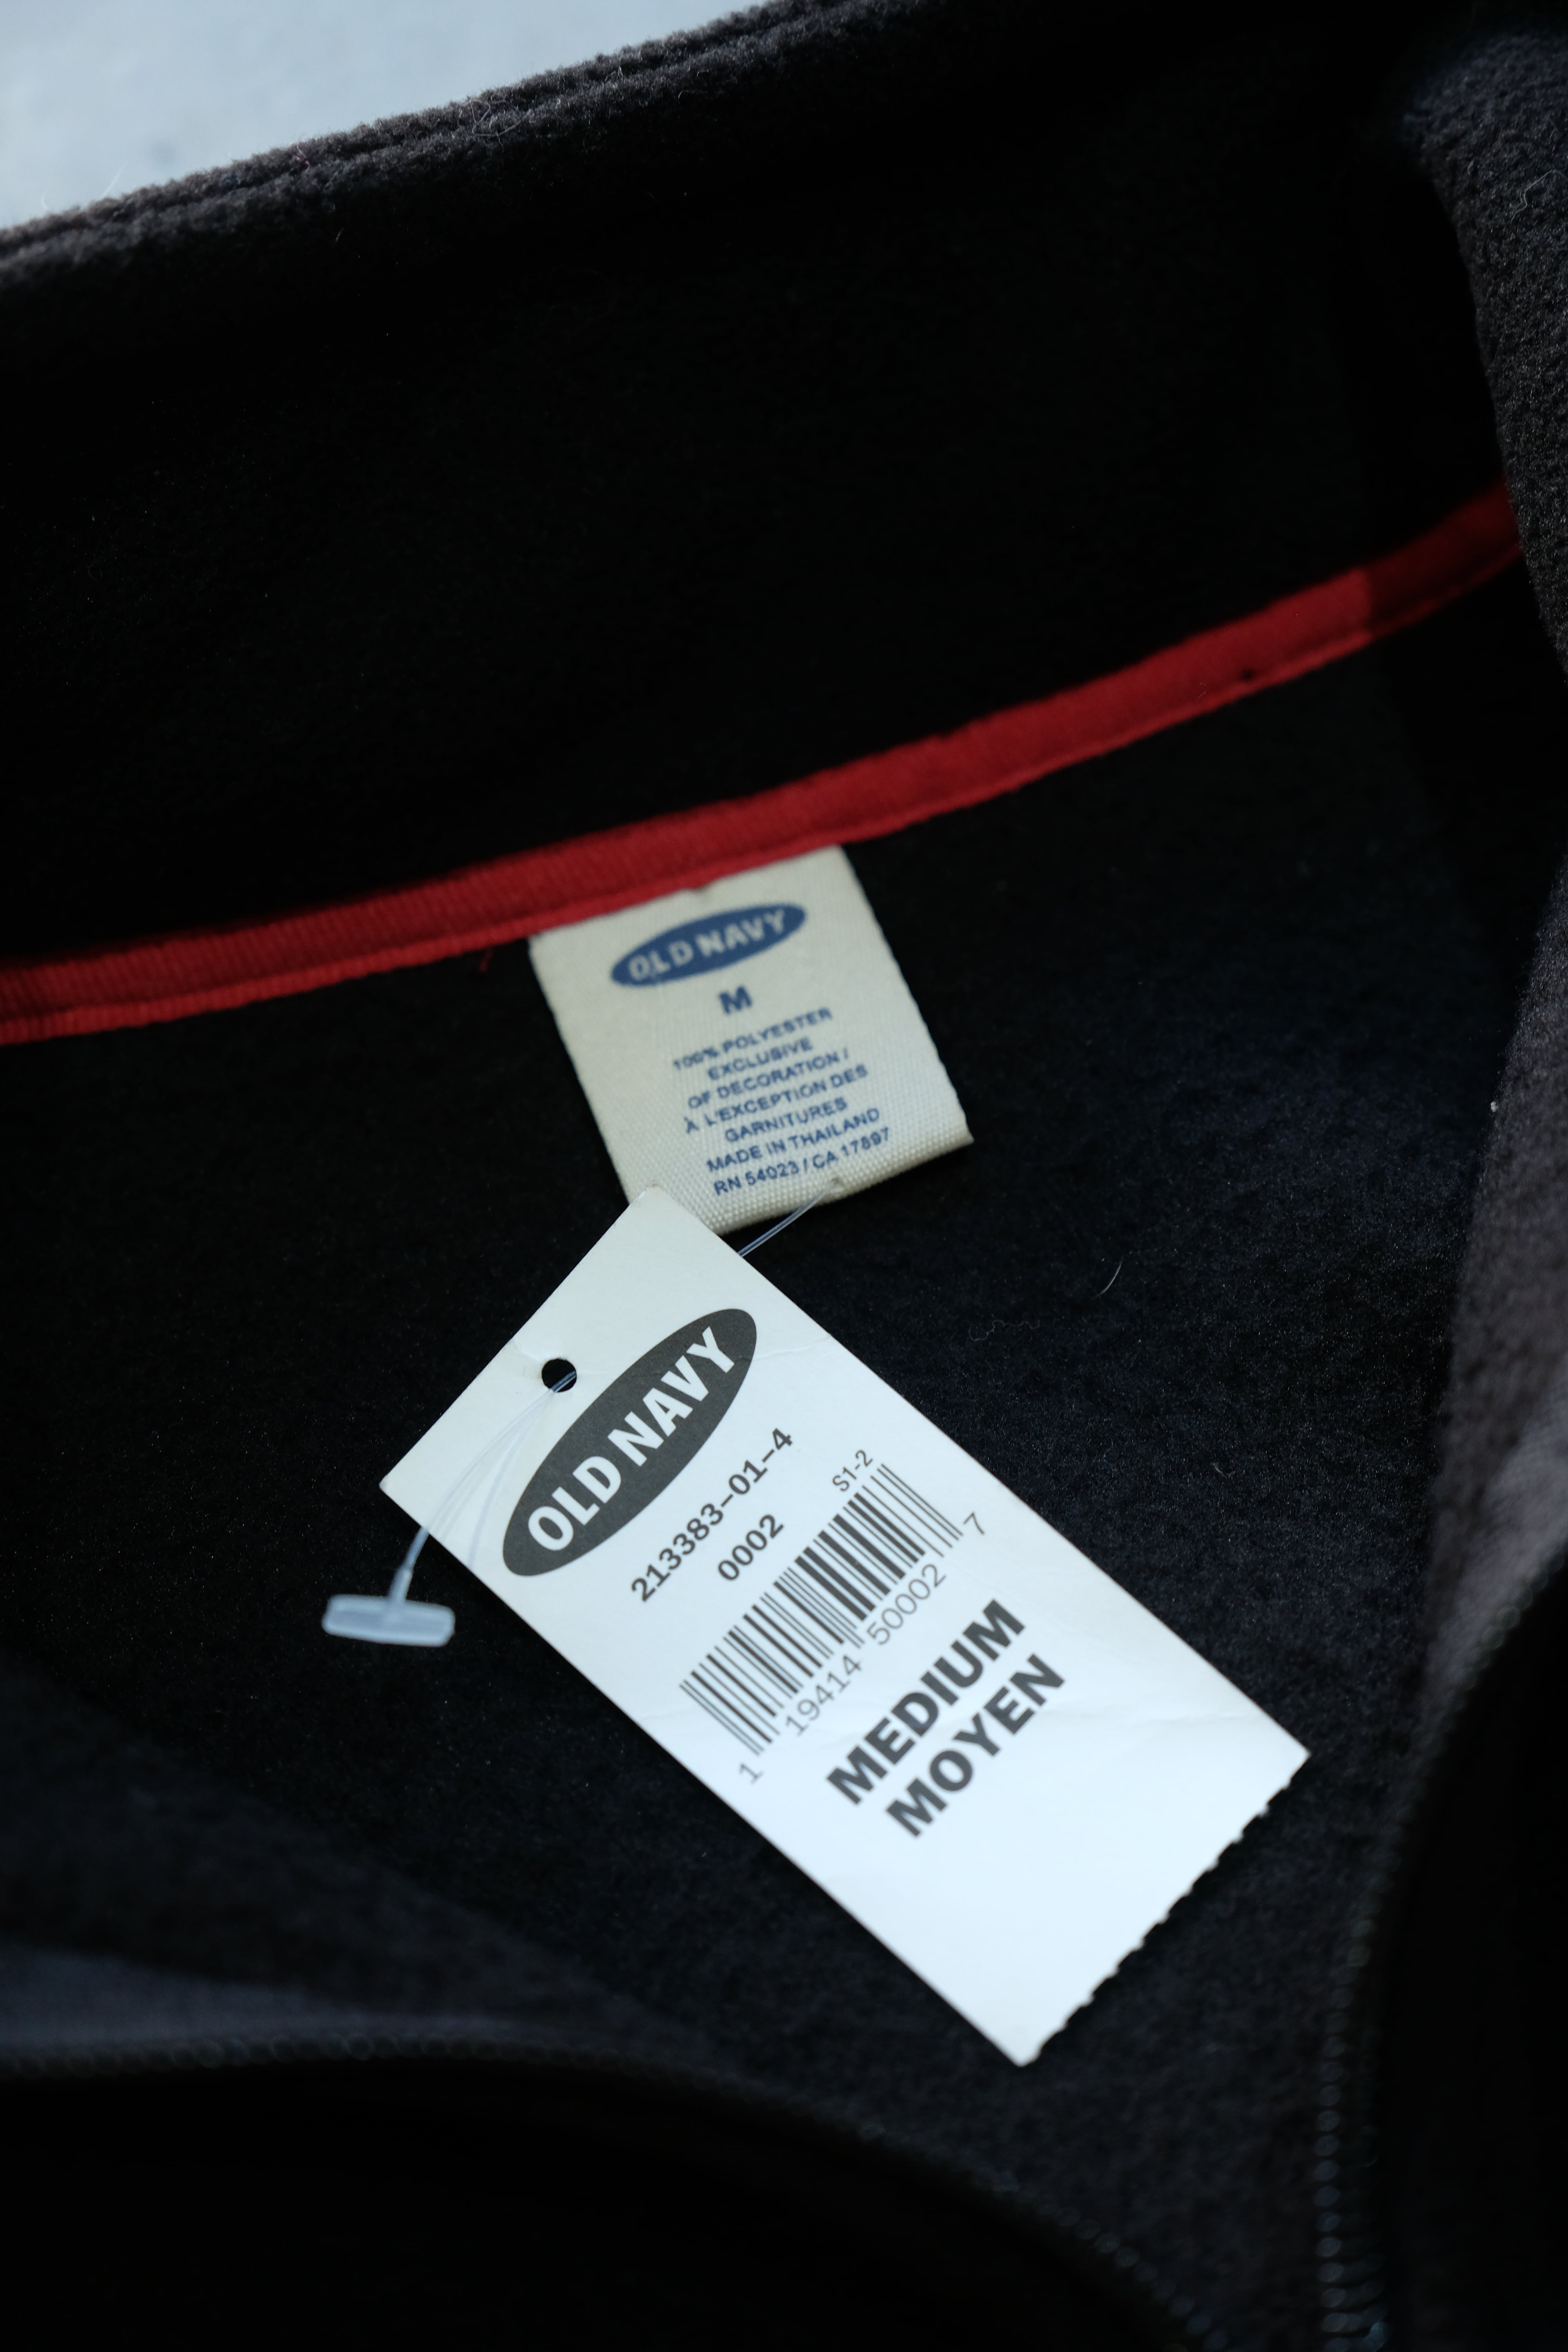 OLD NAVY
M
100% POLYESTER
EXCLUSIVE
OF DECORATION /
À L'EXCEPTION DES
GARNITURES
MADE IN THAILAND
RN 54023 / CA 17897
OLD NAVY
213383-01-4
0002
S1-2
1 19414 50002 7
MEDIUM
MOYEN